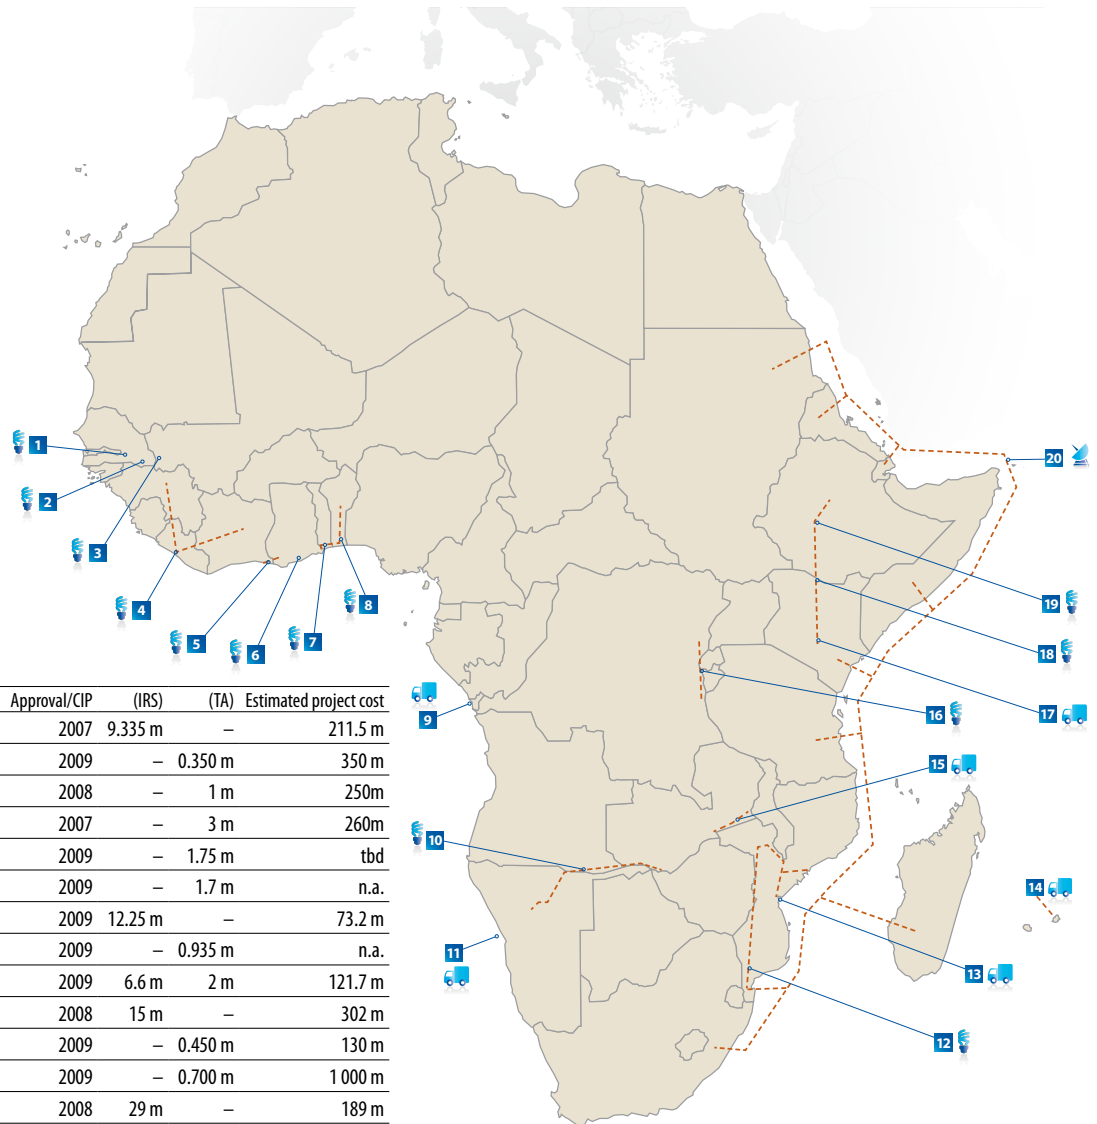 1
2
3
4
5
6
7
8
20
19
18
17
16
15
14
13
12
11
10
9
Approval/CIP (IRS) (TA) Estimated project cost
2007 9.335 m – 211.5 m
2009 – 0.350 m 350 m
2008 – 1 m 250m
2007 – 3 m 260m
2009 – 1.75 m tbd
2009 – 1.7 m n.a.
2009 12.25 m – 73.2 m
2009 – 0.935 m n.a.
2009 6.6 m 2 m 121.7 m
2008 15 m – 302 m
2009 – 0.450 m 130 m
2009 – 0.700 m 1 000 m
2008 29 m – 189 m